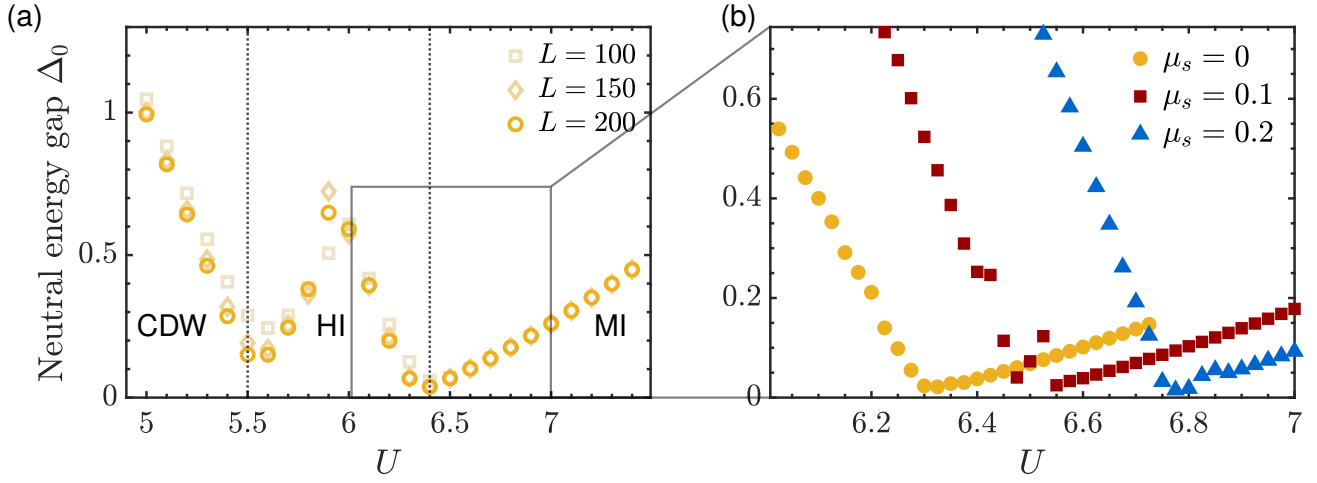 (a)
Neutral energy gap Δ₀
1
0.5
0
5
5.5
6
6.5
7
U
L = 100
L = 150
L = 200
CDW
HI
MI
(b)
0.6
0.4
0.2
0
6.2
6.4
6.6
6.8
7
U
μₛ = 0
μₛ = 0.1
μₛ = 0.2